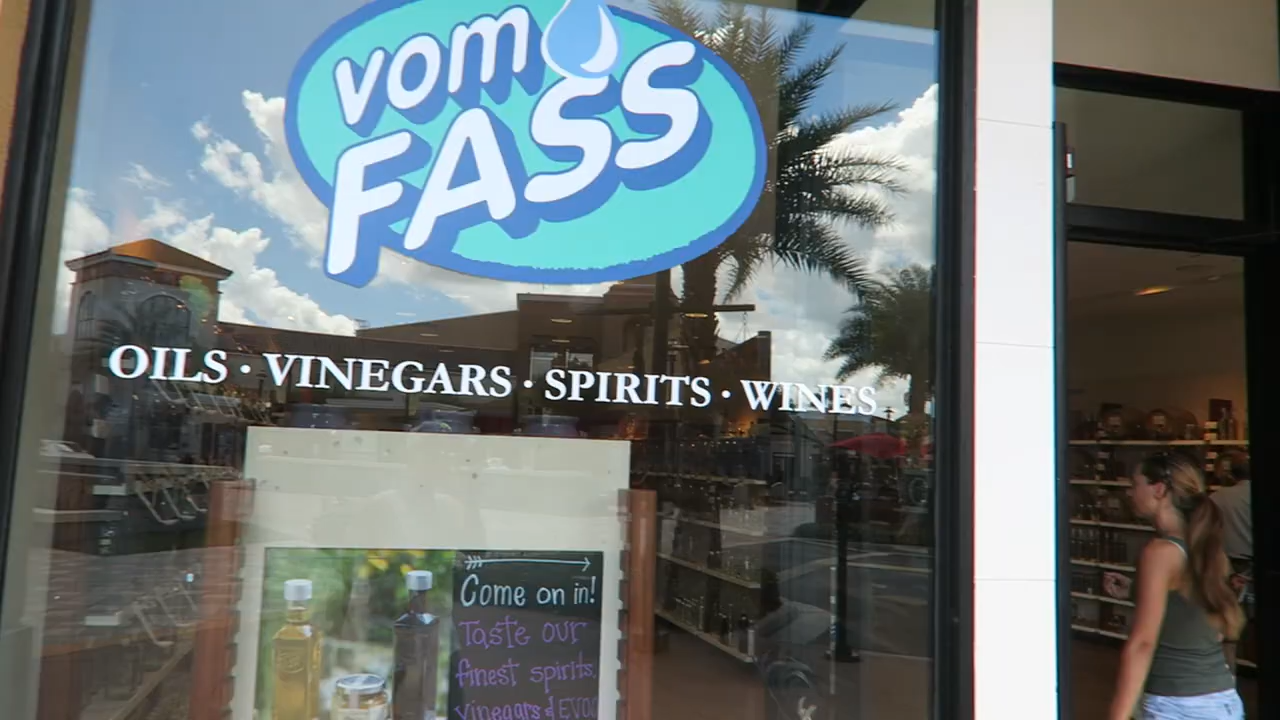 vom
FASS
OILS · VINEGARS · SPIRITS · WINES
Come on in!
Taste our
finest spirits,
vinegars & EVOO